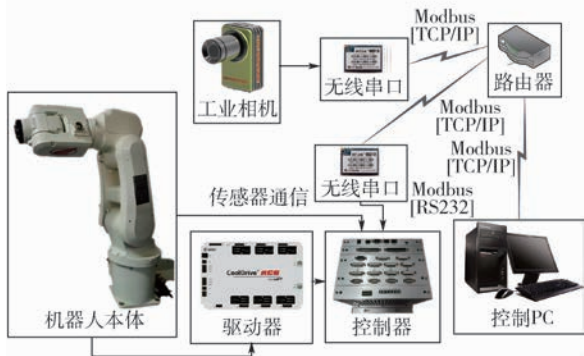 Modbus
[TCP/IP]
工业相机
无线串口
路由器
Modbus
[TCP/IP]
Modbus
[TCP/IP]
无线串口
Modbus
[RS232]
传感器通信
机器人本体
驱动器
控制器
控制PC